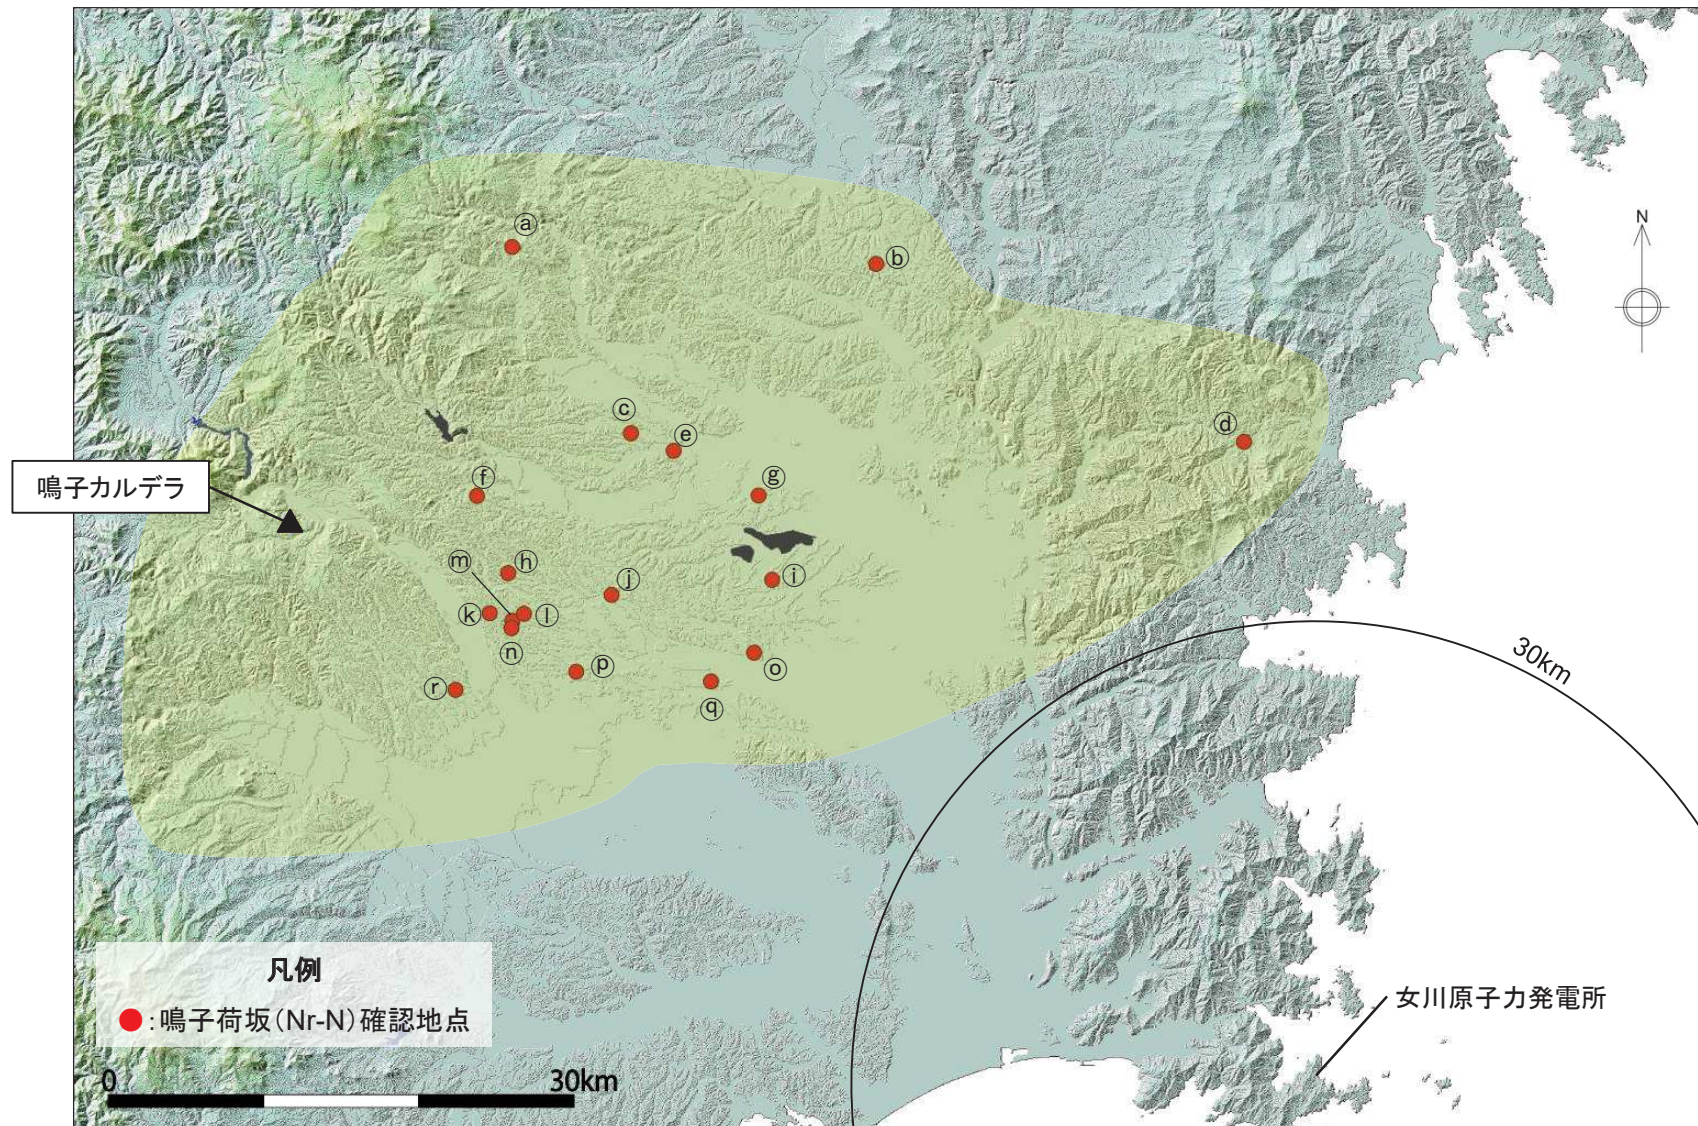 N
ⓐ
ⓑ
ⓒ
ⓓ
ⓔ
鳴子カルデラ
ⓕ
ⓖ
ⓜ
ⓗ
ⓘ
ⓙ
ⓚ
ⓛ
ⓝ
ⓞ
ⓟ
30km
ⓡ
ⓠ
凡例
:鳴子荷坂(Nr-N)確認地点
女川原子力発電所
0 30km